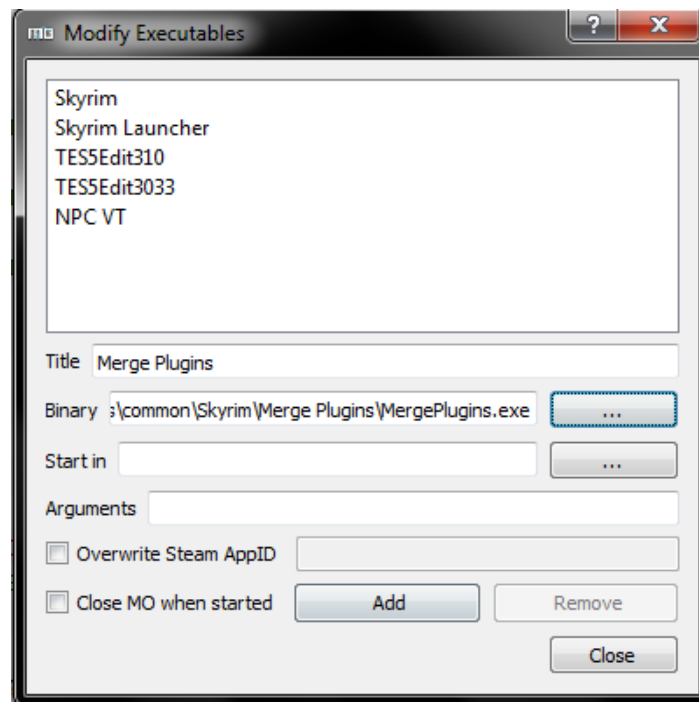 mo Modify Executables
?
X
Skyrim
Skyrim Launcher
TES5Edit310
TES5Edit3033
NPC VT
Title Merge Plugins
Binary s\common\Skyrim\Merge Plugins\MergePlugins.exe ...
Start in ...
Arguments
Overwrite Steam AppID
Close MO when started Add Remove
Close